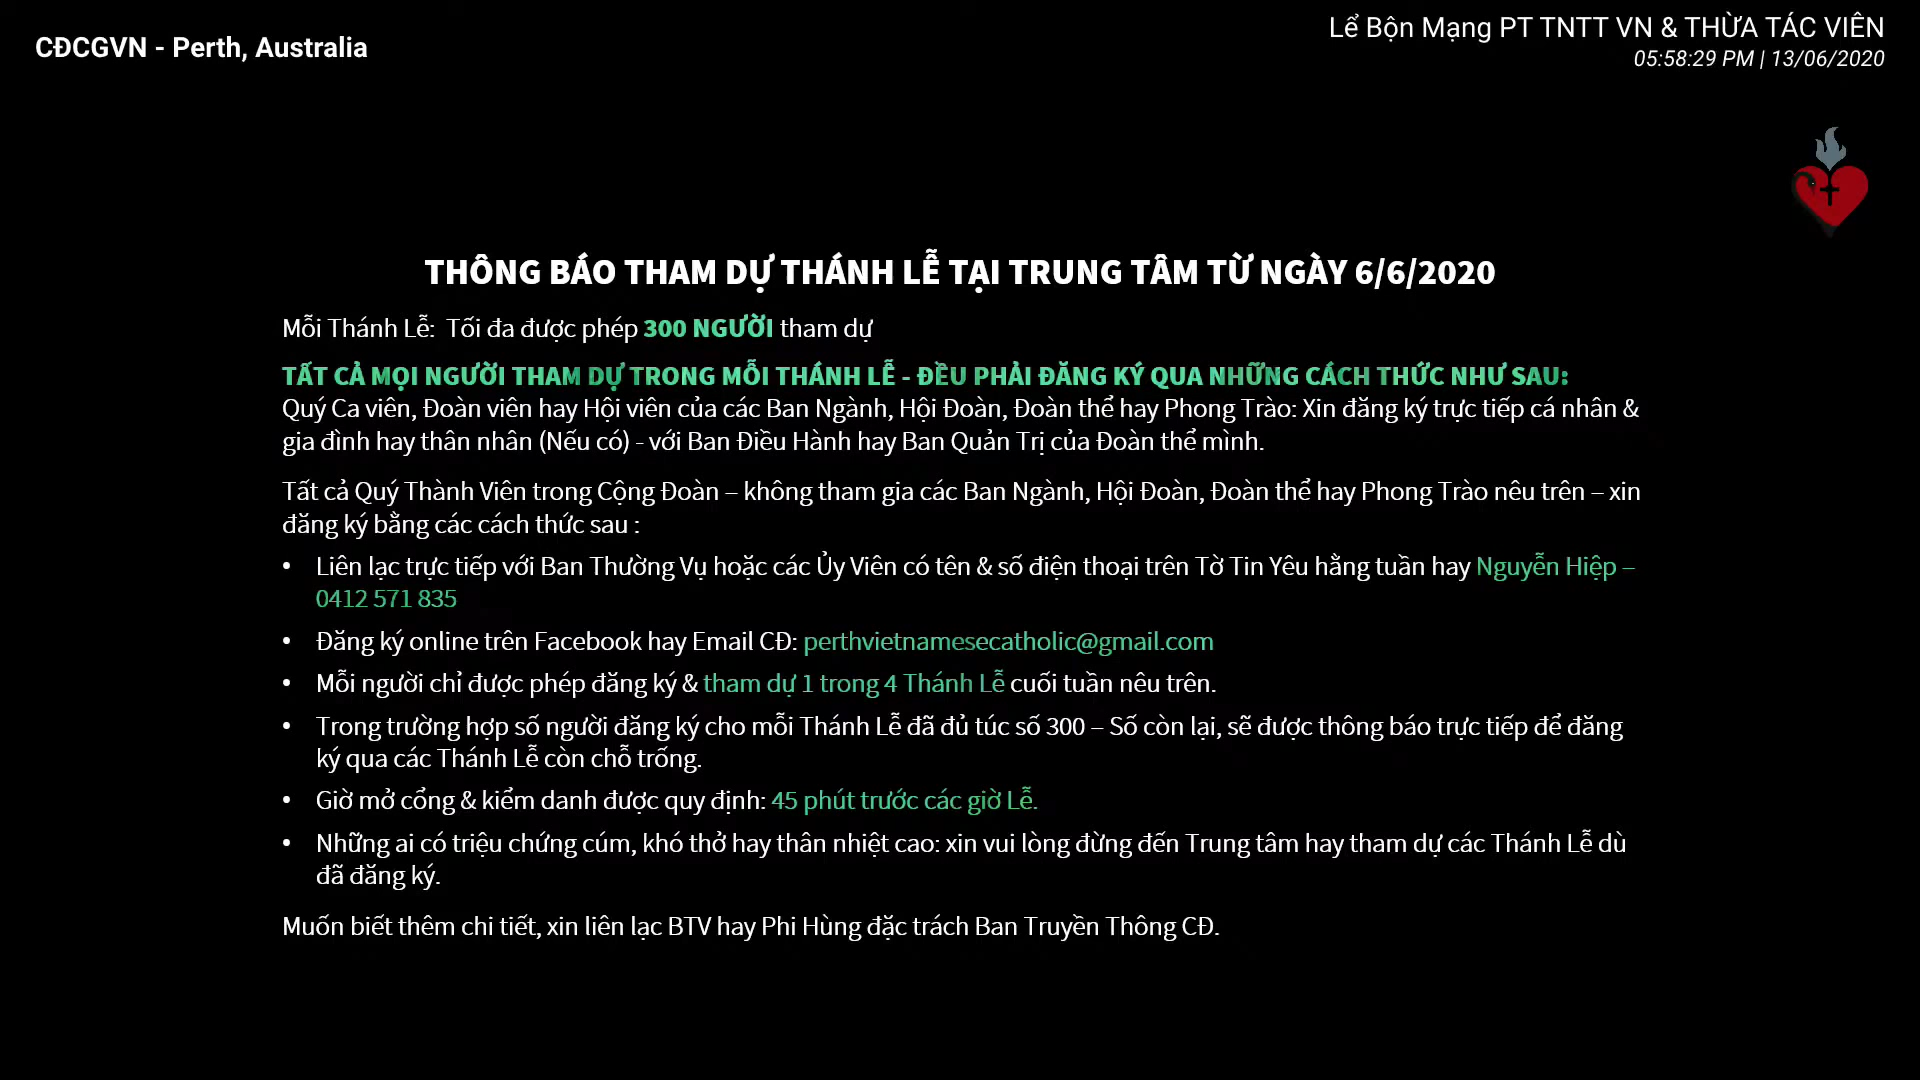 CĐCGVN - Perth, Australia
Lể Bộn Mạng PT TNTT VN & THỪA TÁC VIÊN
05:58:29 PM | 13/06/2020
THÔNG BÁO THAM DỰ THÁNH LỄ TẠI TRUNG TÂM TỪ NGÀY 6/6/2020
Mỗi Thánh Lễ: Tối đa được phép 300 NGƯỜI tham dự
TẤT CẢ MỌI NGƯỜI THAM DỰ TRONG MỖI THÁNH LỄ - ĐỀU PHẢI ĐĂNG KÝ QUA NHỮNG CÁCH THỨC NHƯ SAU:
Quý Ca viên, Đoàn viên hay Hội viên của các Ban Ngành, Hội Đoàn, Đoàn thể hay Phong Trào: Xin đăng ký trực tiếp cá nhân &
gia đình hay thân nhân (Nếu có) - với Ban Điều Hành hay Ban Quản Trị của Đoàn thể mình.
Tất cả Quý Thành Viên trong Cộng Đoàn – không tham gia các Ban Ngành, Hội Đoàn, Đoàn thể hay Phong Trào nêu trên – xin
đăng ký bằng các cách thức sau :
• Liên lạc trực tiếp với Ban Thường Vụ hoặc các Ủy Viên có tên & số điện thoại trên Tờ Tin Yêu hằng tuần hay Nguyễn Hiệp –
0412 571 835
• Đăng ký online trên Facebook hay Email CĐ: perthvietnamesecatholic@gmail.com
• Mỗi người chỉ được phép đăng ký & tham dự 1 trong 4 Thánh Lễ cuối tuần nêu trên.
• Trong trường hợp số người đăng ký cho mỗi Thánh Lễ đã đủ túc số 300 – Số còn lại, sẽ được thông báo trực tiếp để đăng
ký qua các Thánh Lễ còn chỗ trống.
• Giờ mở cổng & kiểm danh được quy định: 45 phút trước các giờ Lễ.
• Những ai có triệu chứng cúm, khó thở hay thân nhiệt cao: xin vui lòng đừng đến Trung tâm hay tham dự các Thánh Lễ dù
đã đăng ký.
Muốn biết thêm chi tiết, xin liên lạc BTV hay Phi Hùng đặc trách Ban Truyền Thông CĐ.